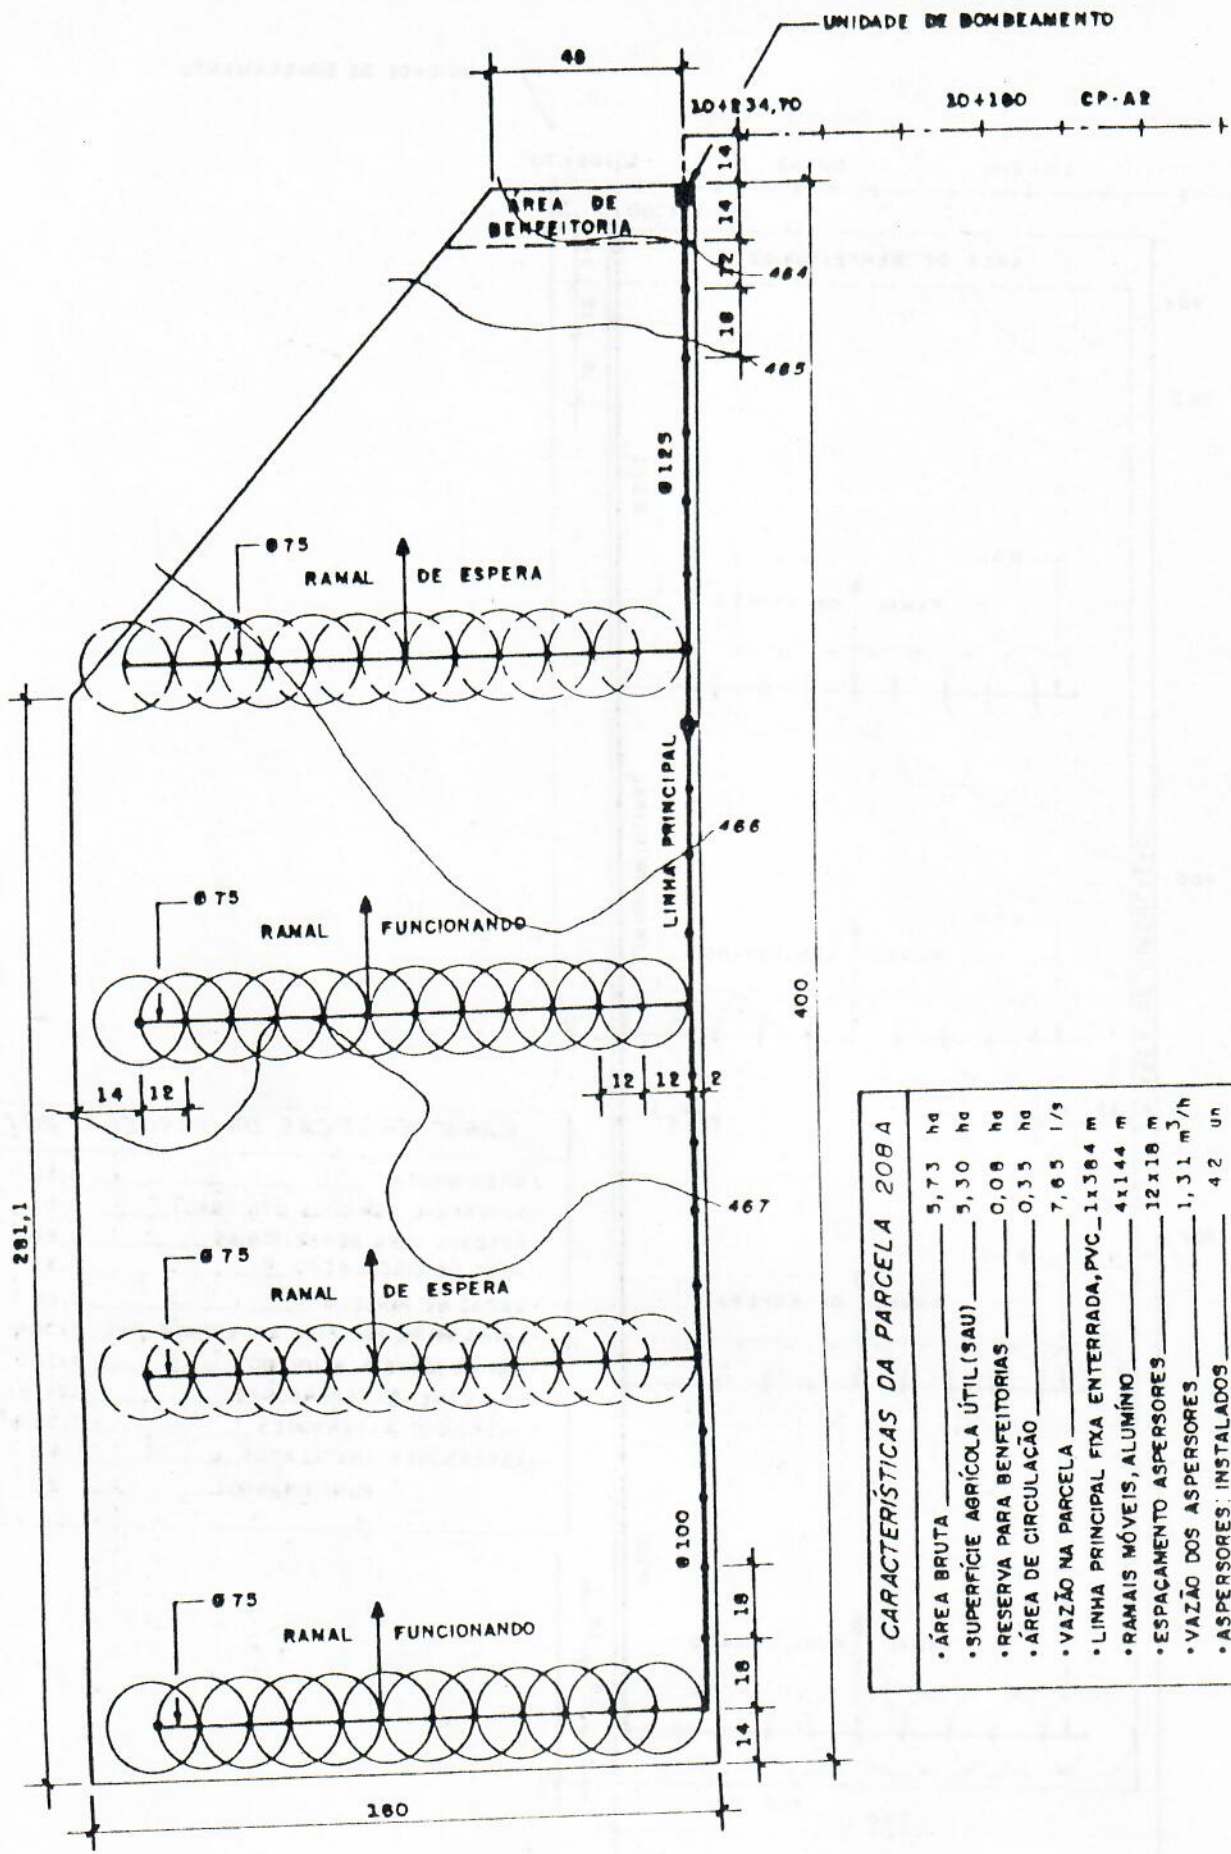 UNIDADE DE BOMBEAMENTO
48
10+234,70
10+180
CP-A2
14
ÁREA DE
BENFEITORIA
14
12
484
18
485
Ø125
Ø75
RAMAL DE ESPERA
LINHA PRINCIPAL
466
Ø75
RAMAL FUNCIONANDO
400
14
12
12
12
2
467
281,1
Ø75
RAMAL DE ESPERA
Ø100
Ø75
RAMAL FUNCIONANDO
18
18
14
160
CARACTERÍSTICAS DA PARCELA 208A
• ÁREA BRUTA 5,73 ha
• SUPERFÍCIE AGRÍCOLA ÚTIL (SAU) 5,30 ha
• RESERVA PARA BENFEITORIAS 0,08 ha
• ÁREA DE CIRCULAÇÃO 0,35 ha
• VAZÃO NA PARCELA 7,85 l/s
• LINHA PRINCIPAL FIXA ENTERRADA, PVC 1x384 m
• RAMAIS MÓVEIS, ALUMÍNIO 4x144 m
• ESPAÇAMENTO ASPERSORES 12x18 m
• VAZÃO DOS ASPERSORES 1,31 m³/h
• ASPERSORES: INSTALADOS 42 un